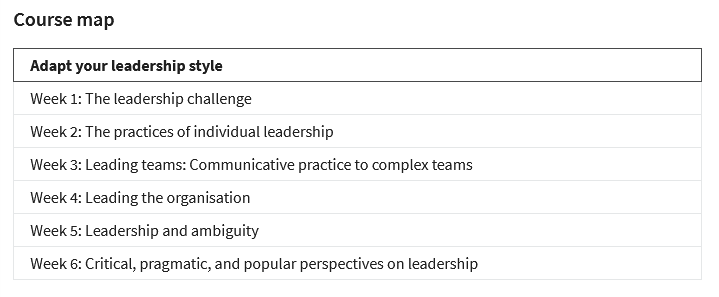 Course map
Adapt your leadership style
Week 1: The leadership challenge
Week 2: The practices of individual leadership
Week 3: Leading teams: Communicative practice to complex teams
Week 4: Leading the organisation
Week 5: Leadership and ambiguity
Week 6: Critical, pragmatic, and popular perspectives on leadership